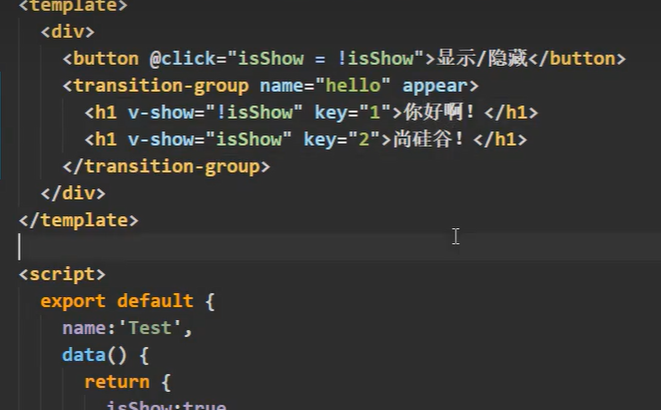 <template>
<div>
<button @click="isShow = !isShow">显示/隐藏</button>
<transition-group name="hello" appear>
<h1 v-show="!isShow" key="1">你好啊！</h1>
<h1 v-show="isShow" key="2">尚硅谷！</h1>
</transition-group>
</div>
</template>
<script>
export default {
name:'Test',
data() {
return {
isShow:true